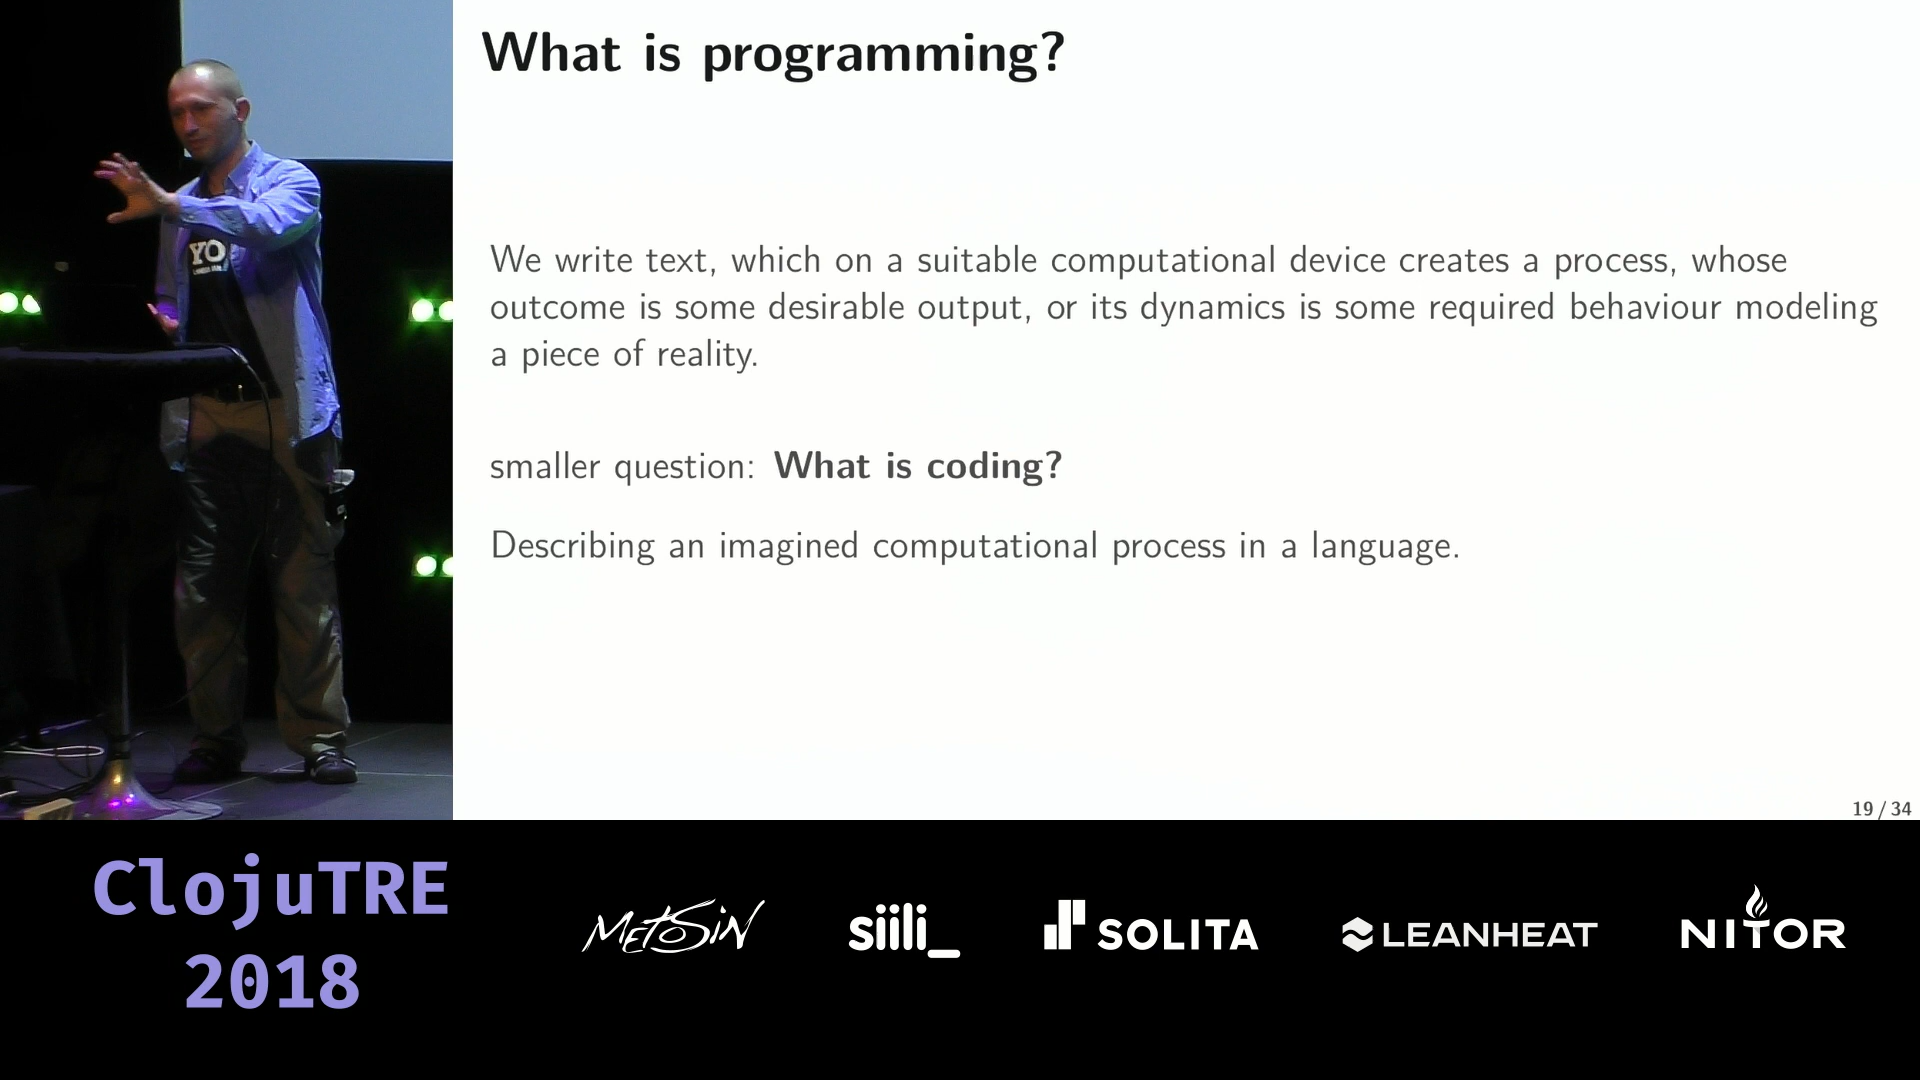 What is programming?
We write text, which on a suitable computational device creates a process, whose
outcome is some desirable output, or its dynamics is some required behaviour modeling
a piece of reality.
smaller question: What is coding?
Describing an imagined computational process in a language.
19 / 34
YO
ClojuTRE
2018
METOSIN
siili_
SOLITA
LEANHEAT
NITOR